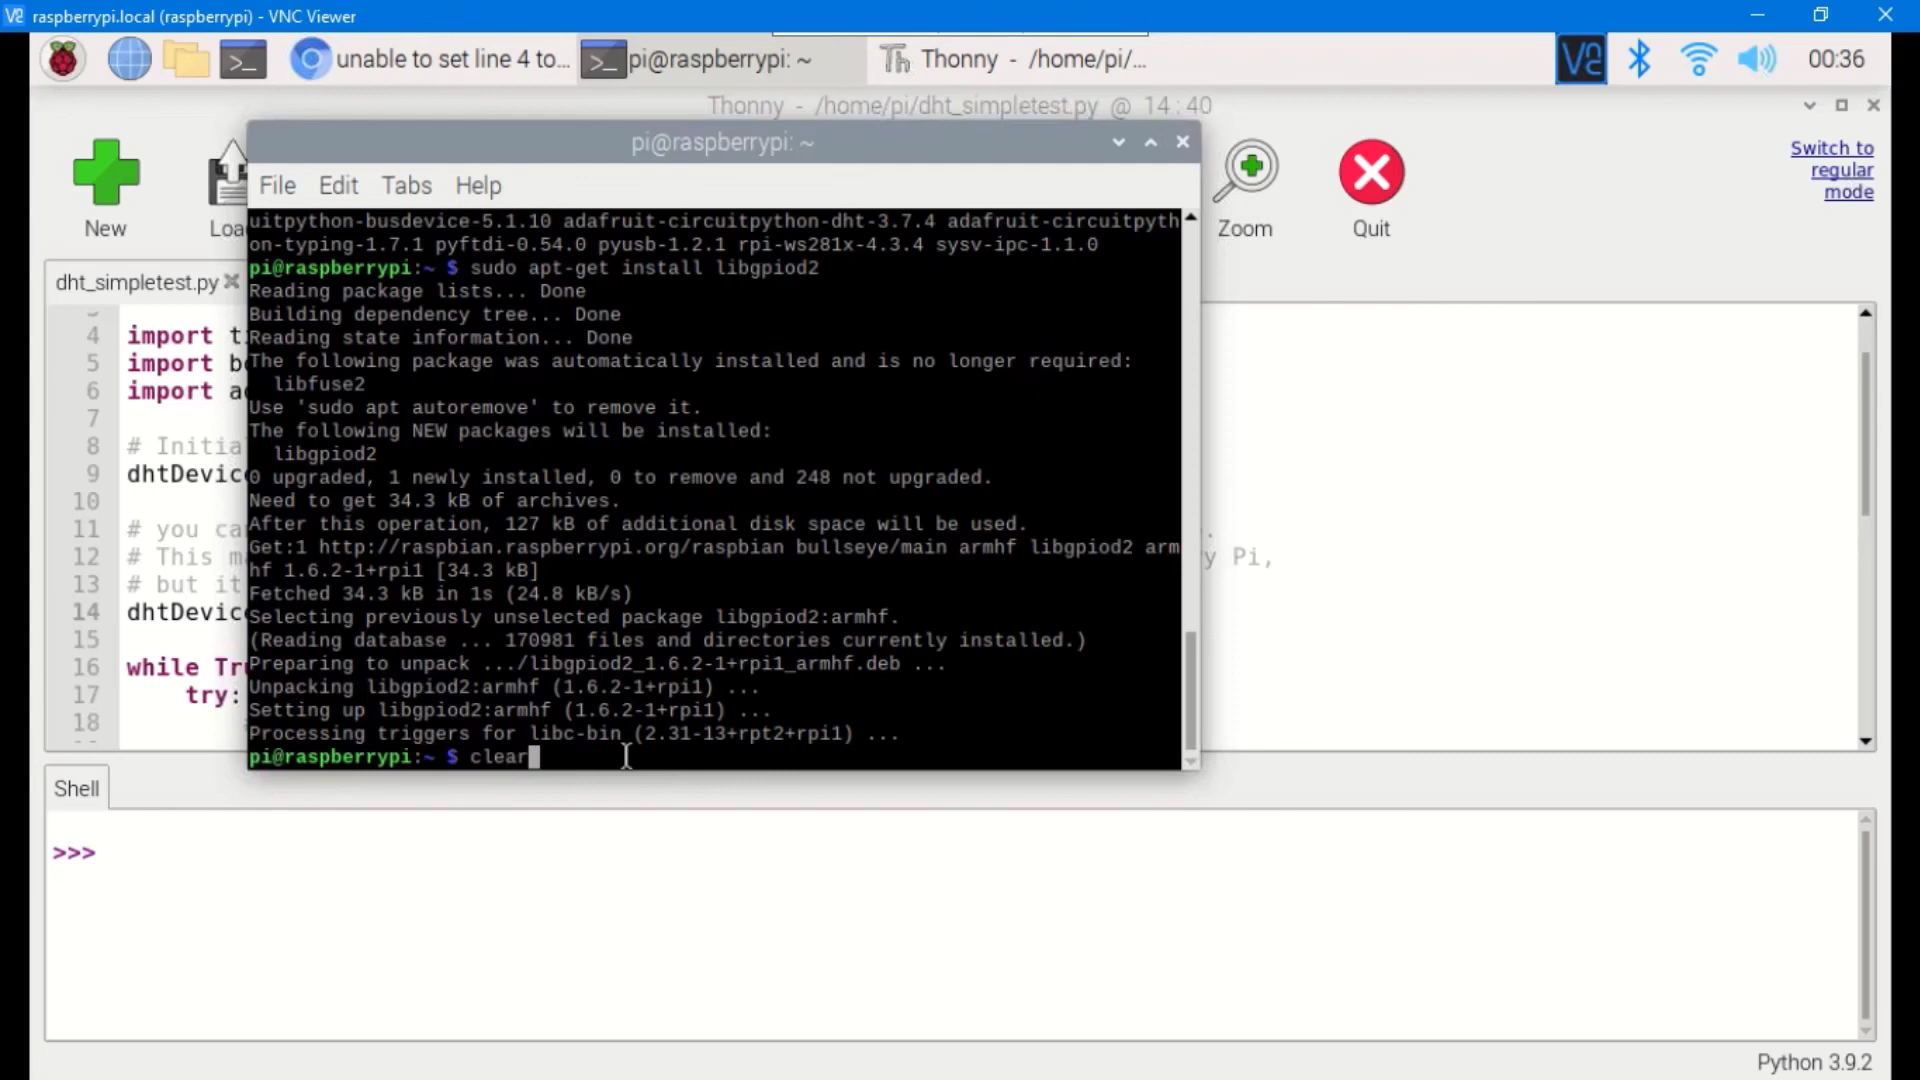 raspberrypi.local (raspberrypi) - VNC Viewer
unable to set line 4 to...
pi@raspberrypi: ~
Thonny - /home/pi/...
00:36
Thonny - /home/pi/dht_simpletest.py @ 14:40
pi@raspberrypi: ~
File Edit Tabs Help
New
Zoom
Quit
Switch to
regular
mode
dht_simpletest.py
uitpython-busdevice-5.1.10 adafruit-circuitpython-dht-3.7.4 adafruit-circuitpyth
on-typing-1.7.1 pyftdi-0.54.0 pyusb-1.2.1 rpi-ws281x-4.3.4 sysv-ipc-1.1.0
pi@raspberrypi:~ $ sudo apt-get install libgpiod2
Reading package lists... Done
Building dependency tree... Done
Reading state information... Done
The following package was automatically installed and is no longer required:
libfuse2
Use 'sudo apt autoremove' to remove it.
The following NEW packages will be installed:
libgpiod2
0 upgraded, 1 newly installed, 0 to remove and 248 not upgraded.
Need to get 34.3 kB of archives.
After this operation, 127 kB of additional disk space will be used.
Get:1 http://raspbian.raspberrypi.org/raspbian bullseye/main armhf libgpiod2 arm
hf 1.6.2-1+rpi1 [34.3 kB]
Fetched 34.3 kB in 1s (24.8 kB/s)
Selecting previously unselected package libgpiod2:armhf.
(Reading database ... 170981 files and directories currently installed.)
Preparing to unpack .../libgpiod2_1.6.2-1+rpi1_armhf.deb ...
Unpacking libgpiod2:armhf (1.6.2-1+rpi1) ...
Setting up libgpiod2:armhf (1.6.2-1+rpi1) ...
Processing triggers for libc-bin (2.31-13+rpt2+rpi1) ...
pi@raspberrypi:~ $ clear
4 import
5 import
6 import
7
8 #
9
10
11 # you
12 # This y Pi,
13 # but it
14
15
16 while
17 try:
18
Shell
>>>
Python 3.9.2